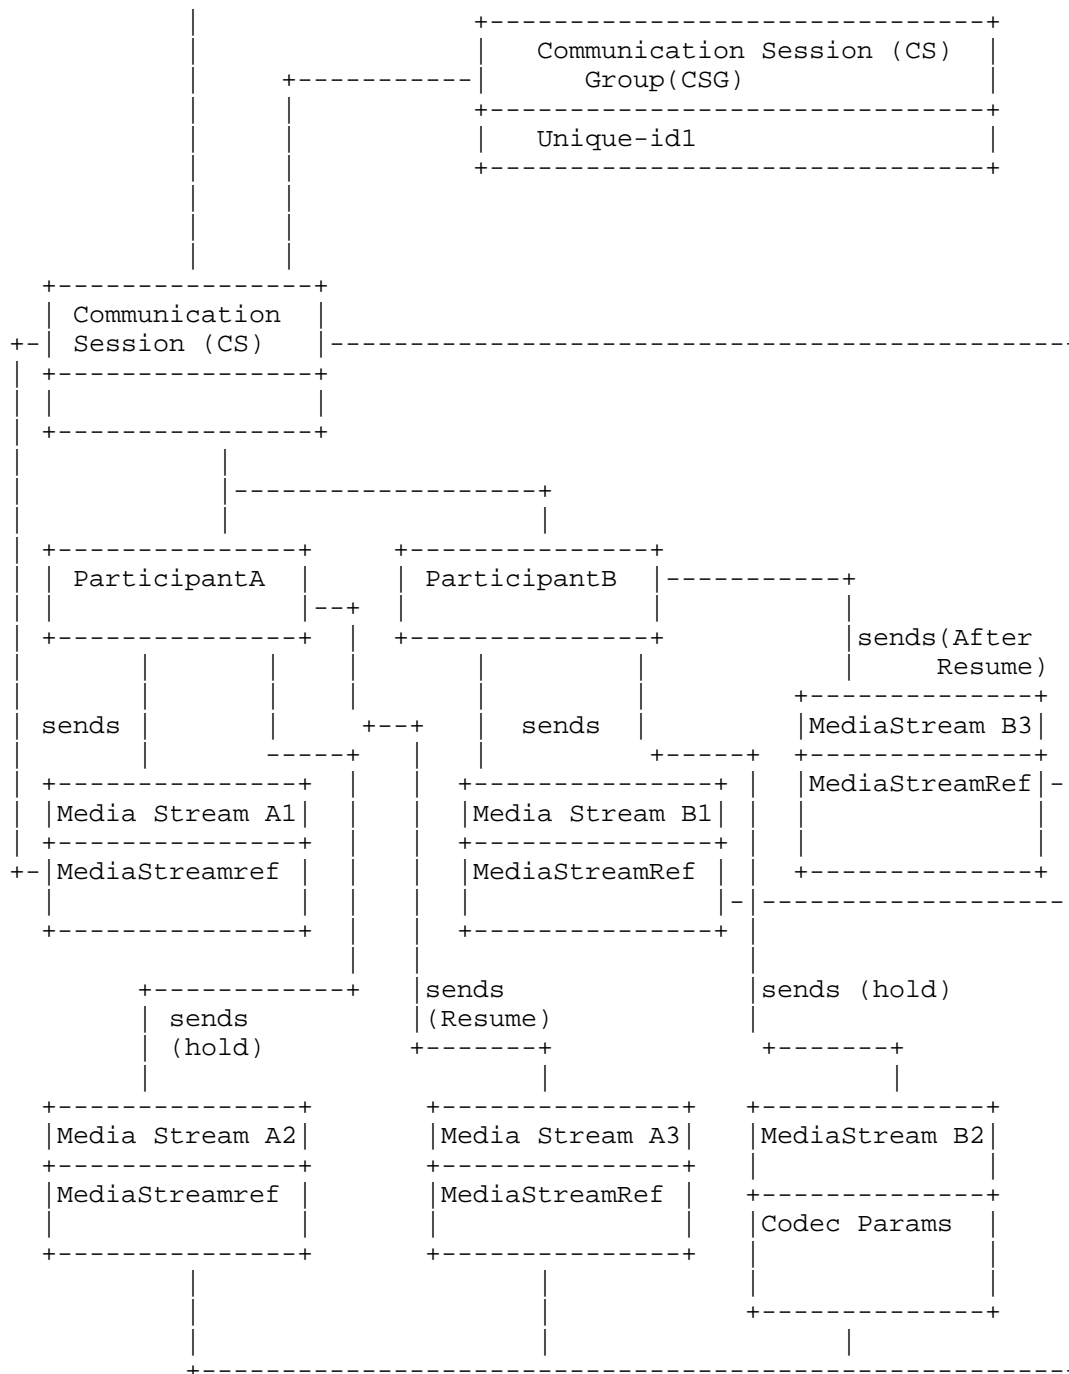 Communication Session (CS)
Group(CSG)
Unique-id1
Communication
Session (CS)
ParticipantA
ParticipantB
sends(After
Resume)
sends
sends
MediaStream B3
MediaStreamRef
Media Stream A1
Media Stream B1
MediaStreamref
MediaStreamRef
sends
(hold)
sends
(Resume)
sends (hold)
Media Stream A2
Media Stream A3
MediaStream B2
MediaStreamref
MediaStreamRef
Codec Params